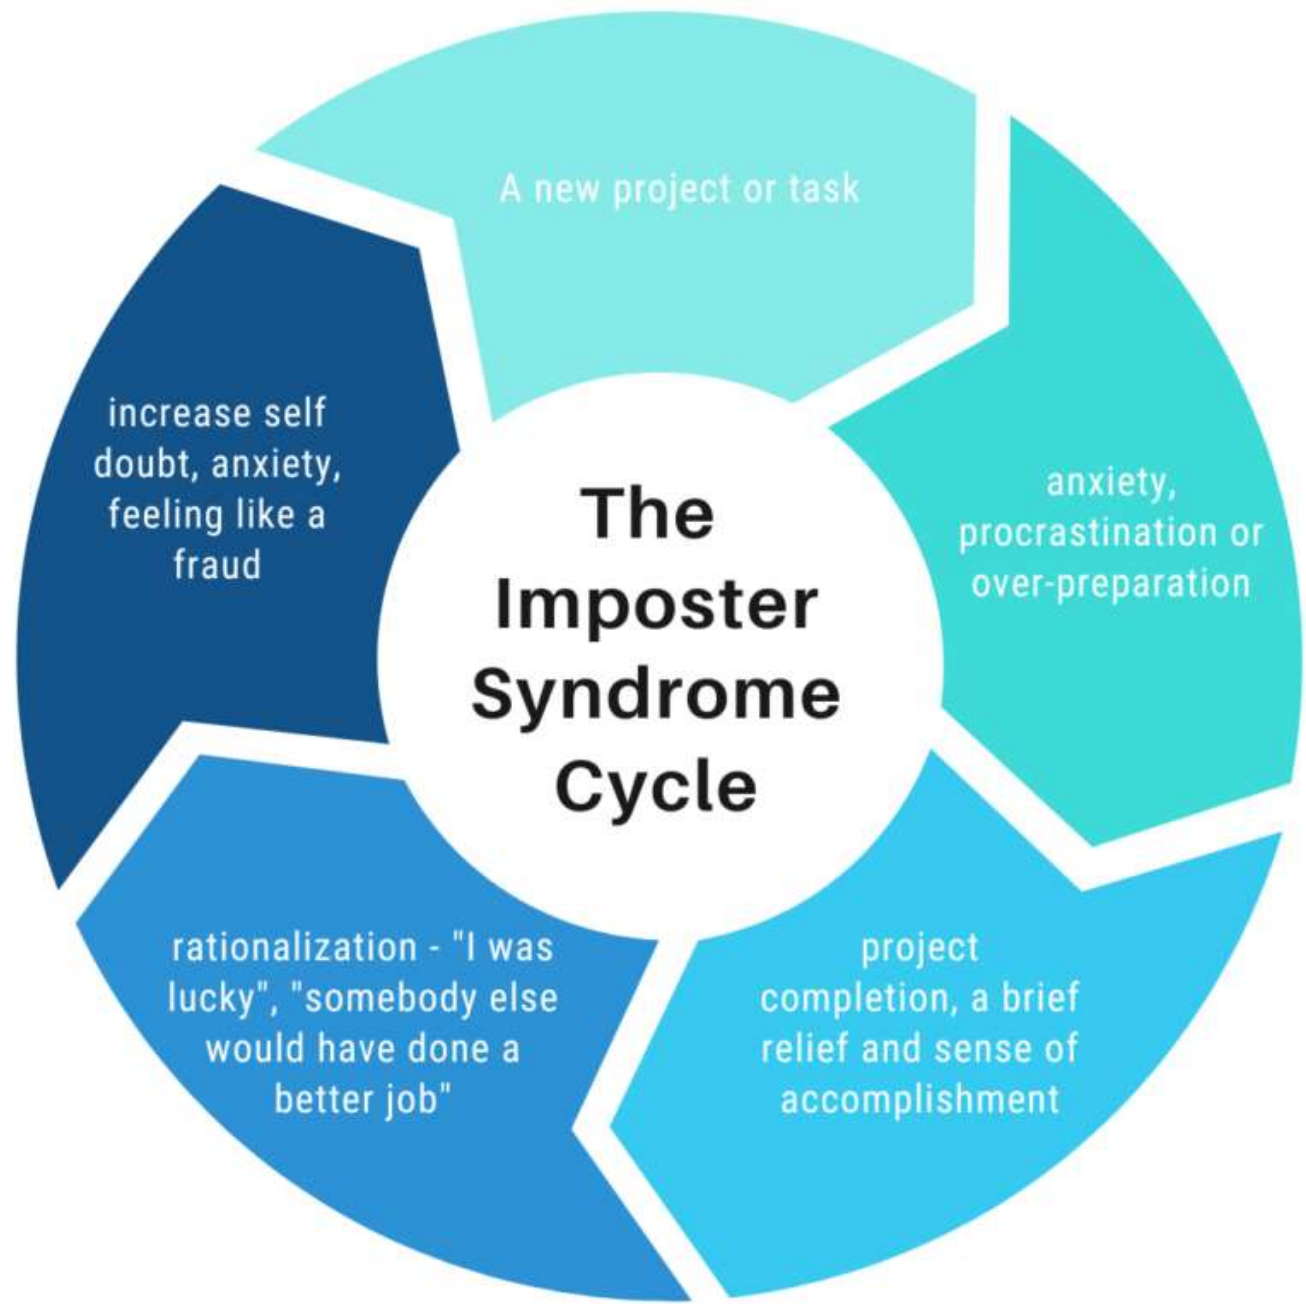 The
Imposter
Syndrome
Cycle
A new project or task
anxiety,
procrastination or
over-preparation
project
completion, a brief
relief and sense of
accomplishment
rationalization - "I was
lucky", "somebody else
would have done a
better job"
increase self
doubt, anxiety,
feeling like a
fraud